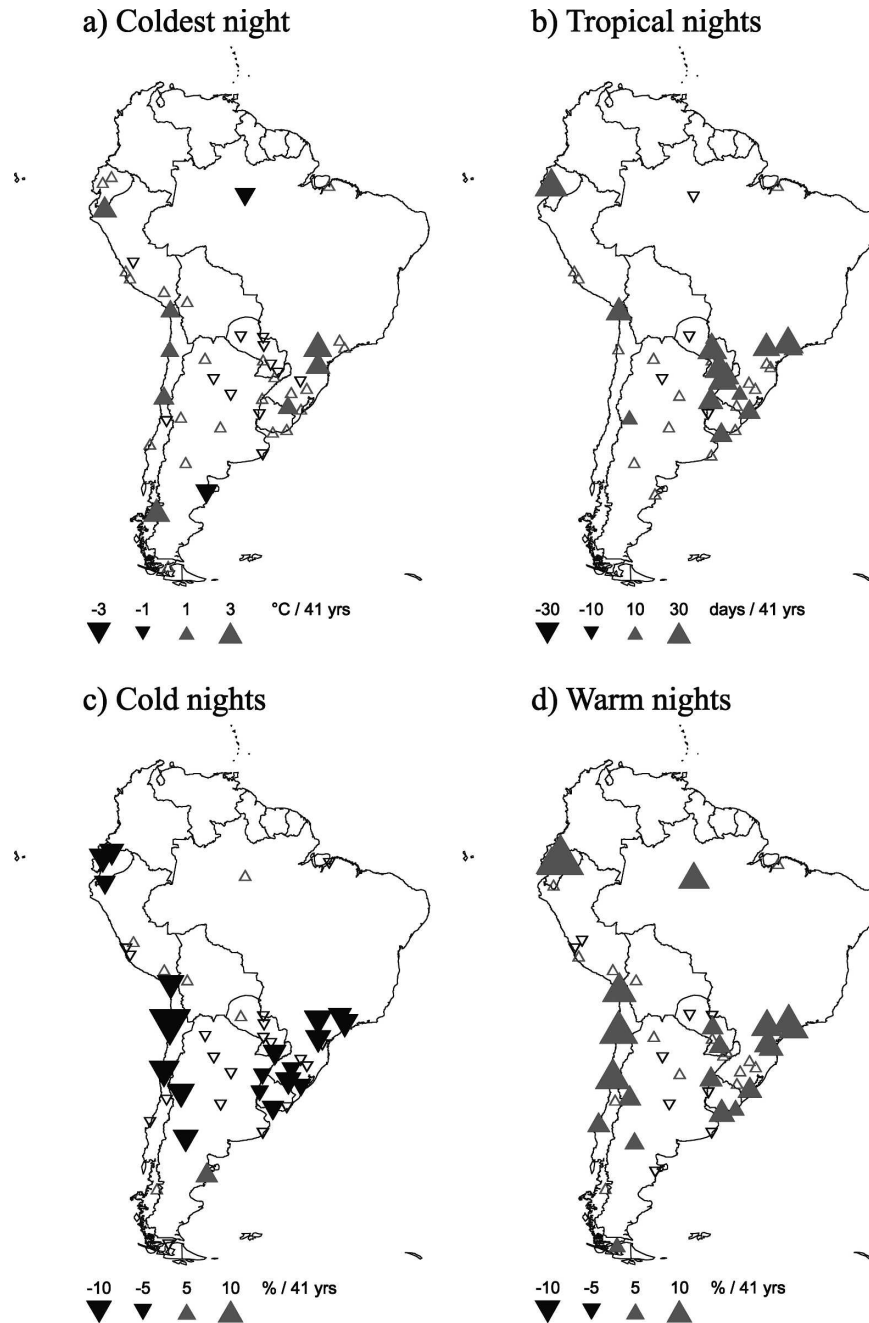 a) Coldest night
b) Tropical nights
-3 -1 1 3 °C / 41 yrs
-30 -10 10 30 days / 41 yrs
c) Cold nights
d) Warm nights
-10 -5 5 10 % / 41 yrs
-10 -5 5 10 % / 41 yrs